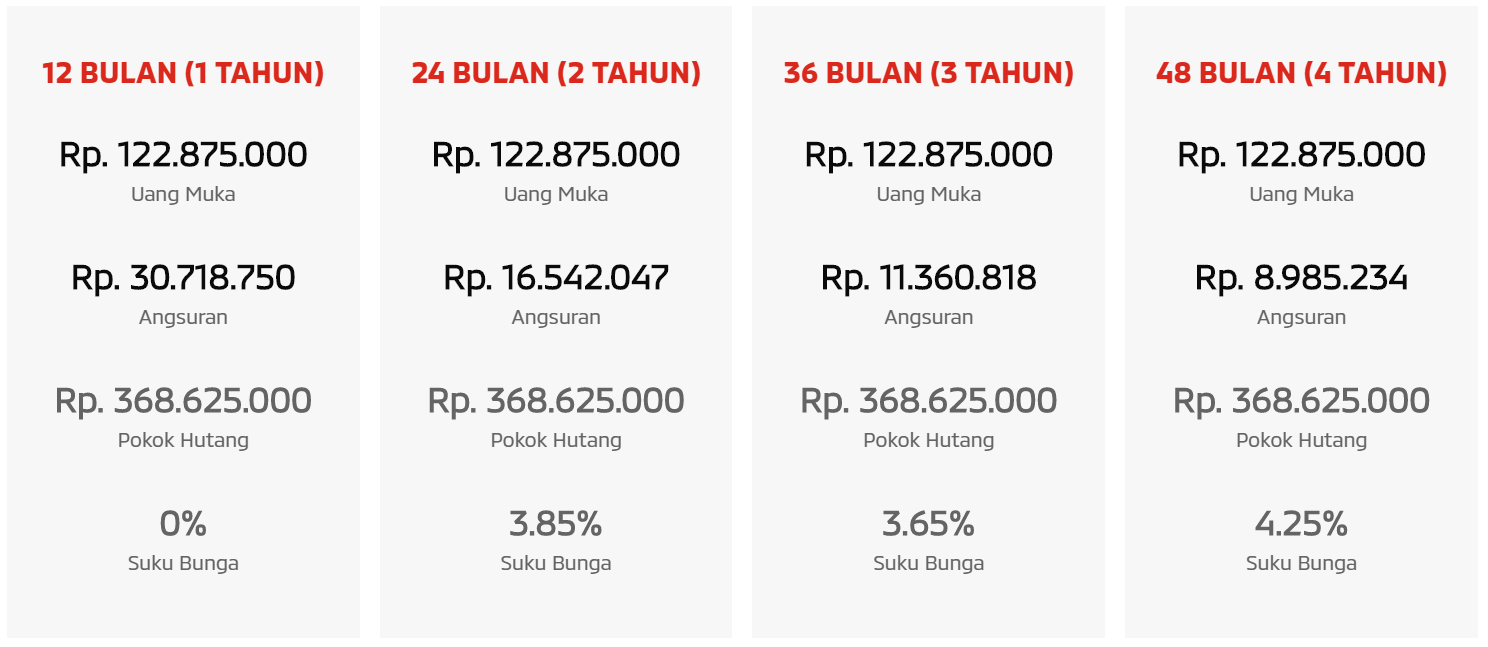 12 BULAN (1 TAHUN)
Rp. 122.875.000
Uang Muka
Rp. 30.718.750
Angsuran
Rp. 368.625.000
Pokok Hutang
0%
Suku Bunga
24 BULAN (2 TAHUN)
Rp. 122.875.000
Uang Muka
Rp. 16.542.047
Angsuran
Rp. 368.625.000
Pokok Hutang
3.85%
Suku Bunga
36 BULAN (3 TAHUN)
Rp. 122.875.000
Uang Muka
Rp. 11.360.818
Angsuran
Rp. 368.625.000
Pokok Hutang
3.65%
Suku Bunga
48 BULAN (4 TAHUN)
Rp. 122.875.000
Uang Muka
Rp. 8.985.234
Angsuran
Rp. 368.625.000
Pokok Hutang
4.25%
Suku Bunga